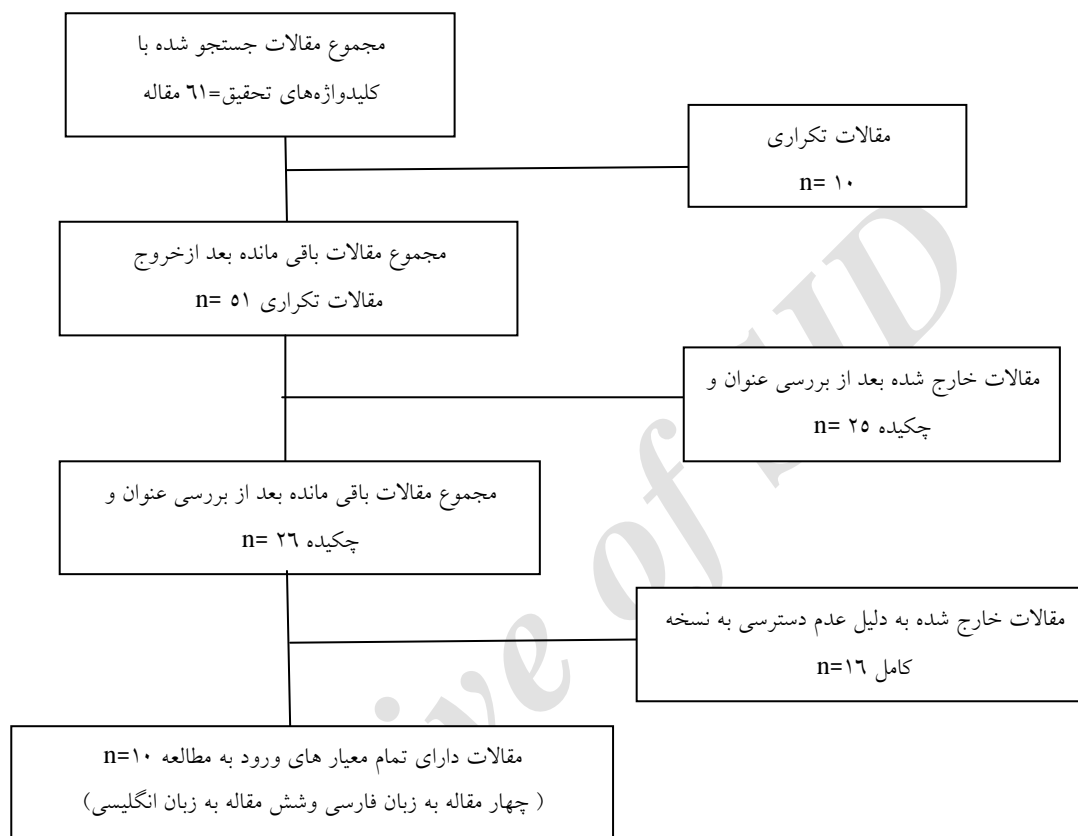 مجموع مقالات جستجو شده با
کلیدواژه‌های تحقیق=٦١ مقاله
مقالات تکراری
n= ١٠
مجموع مقالات باقی مانده بعد ازخروج
مقالات تکراری ٥١ =n
مقالات خارج شده بعد از بررسی عنوان و
چکیده ٢٥ =n
مجموع مقالات باقی مانده بعد از بررسی عنوان و
چکیده ٢٦ =n
مقالات خارج شده به دلیل عدم دسترسی به نسخه
کامل n=١٦
مقالات دارای تمام معیار های ورود به مطالعه n=١٠
( چهار مقاله به زبان فارسی وشش مقاله به زبان انگلیسی)
ive of SID